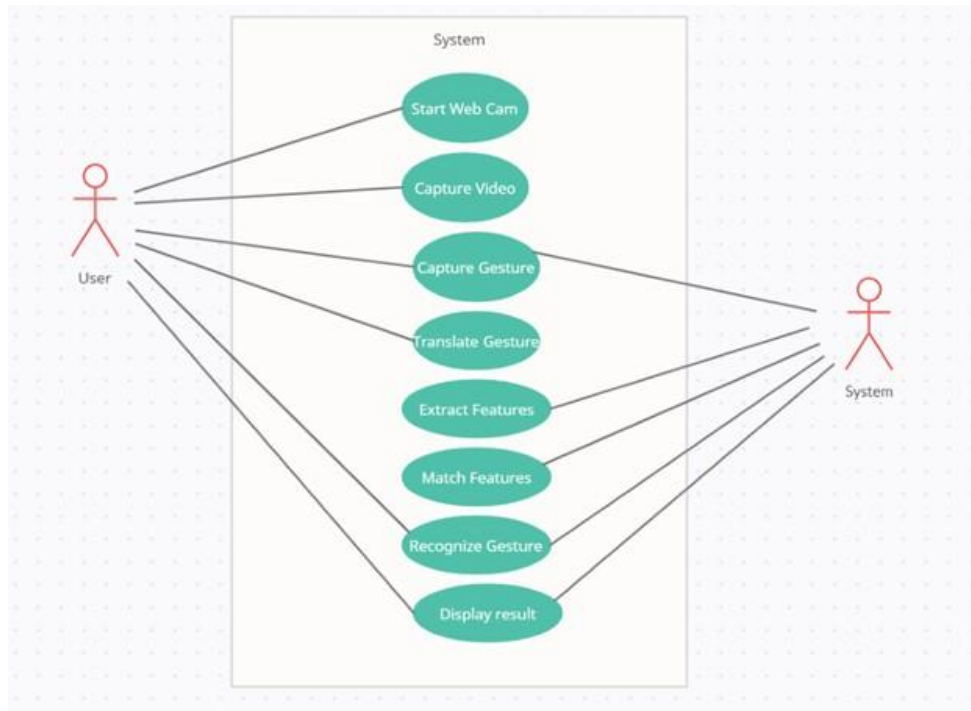 System
Start Web Cam
Capture Video
Capture Gesture
User
Translate Gesture
Extract Features
System
Match Features
Recognize Gesture
Display result